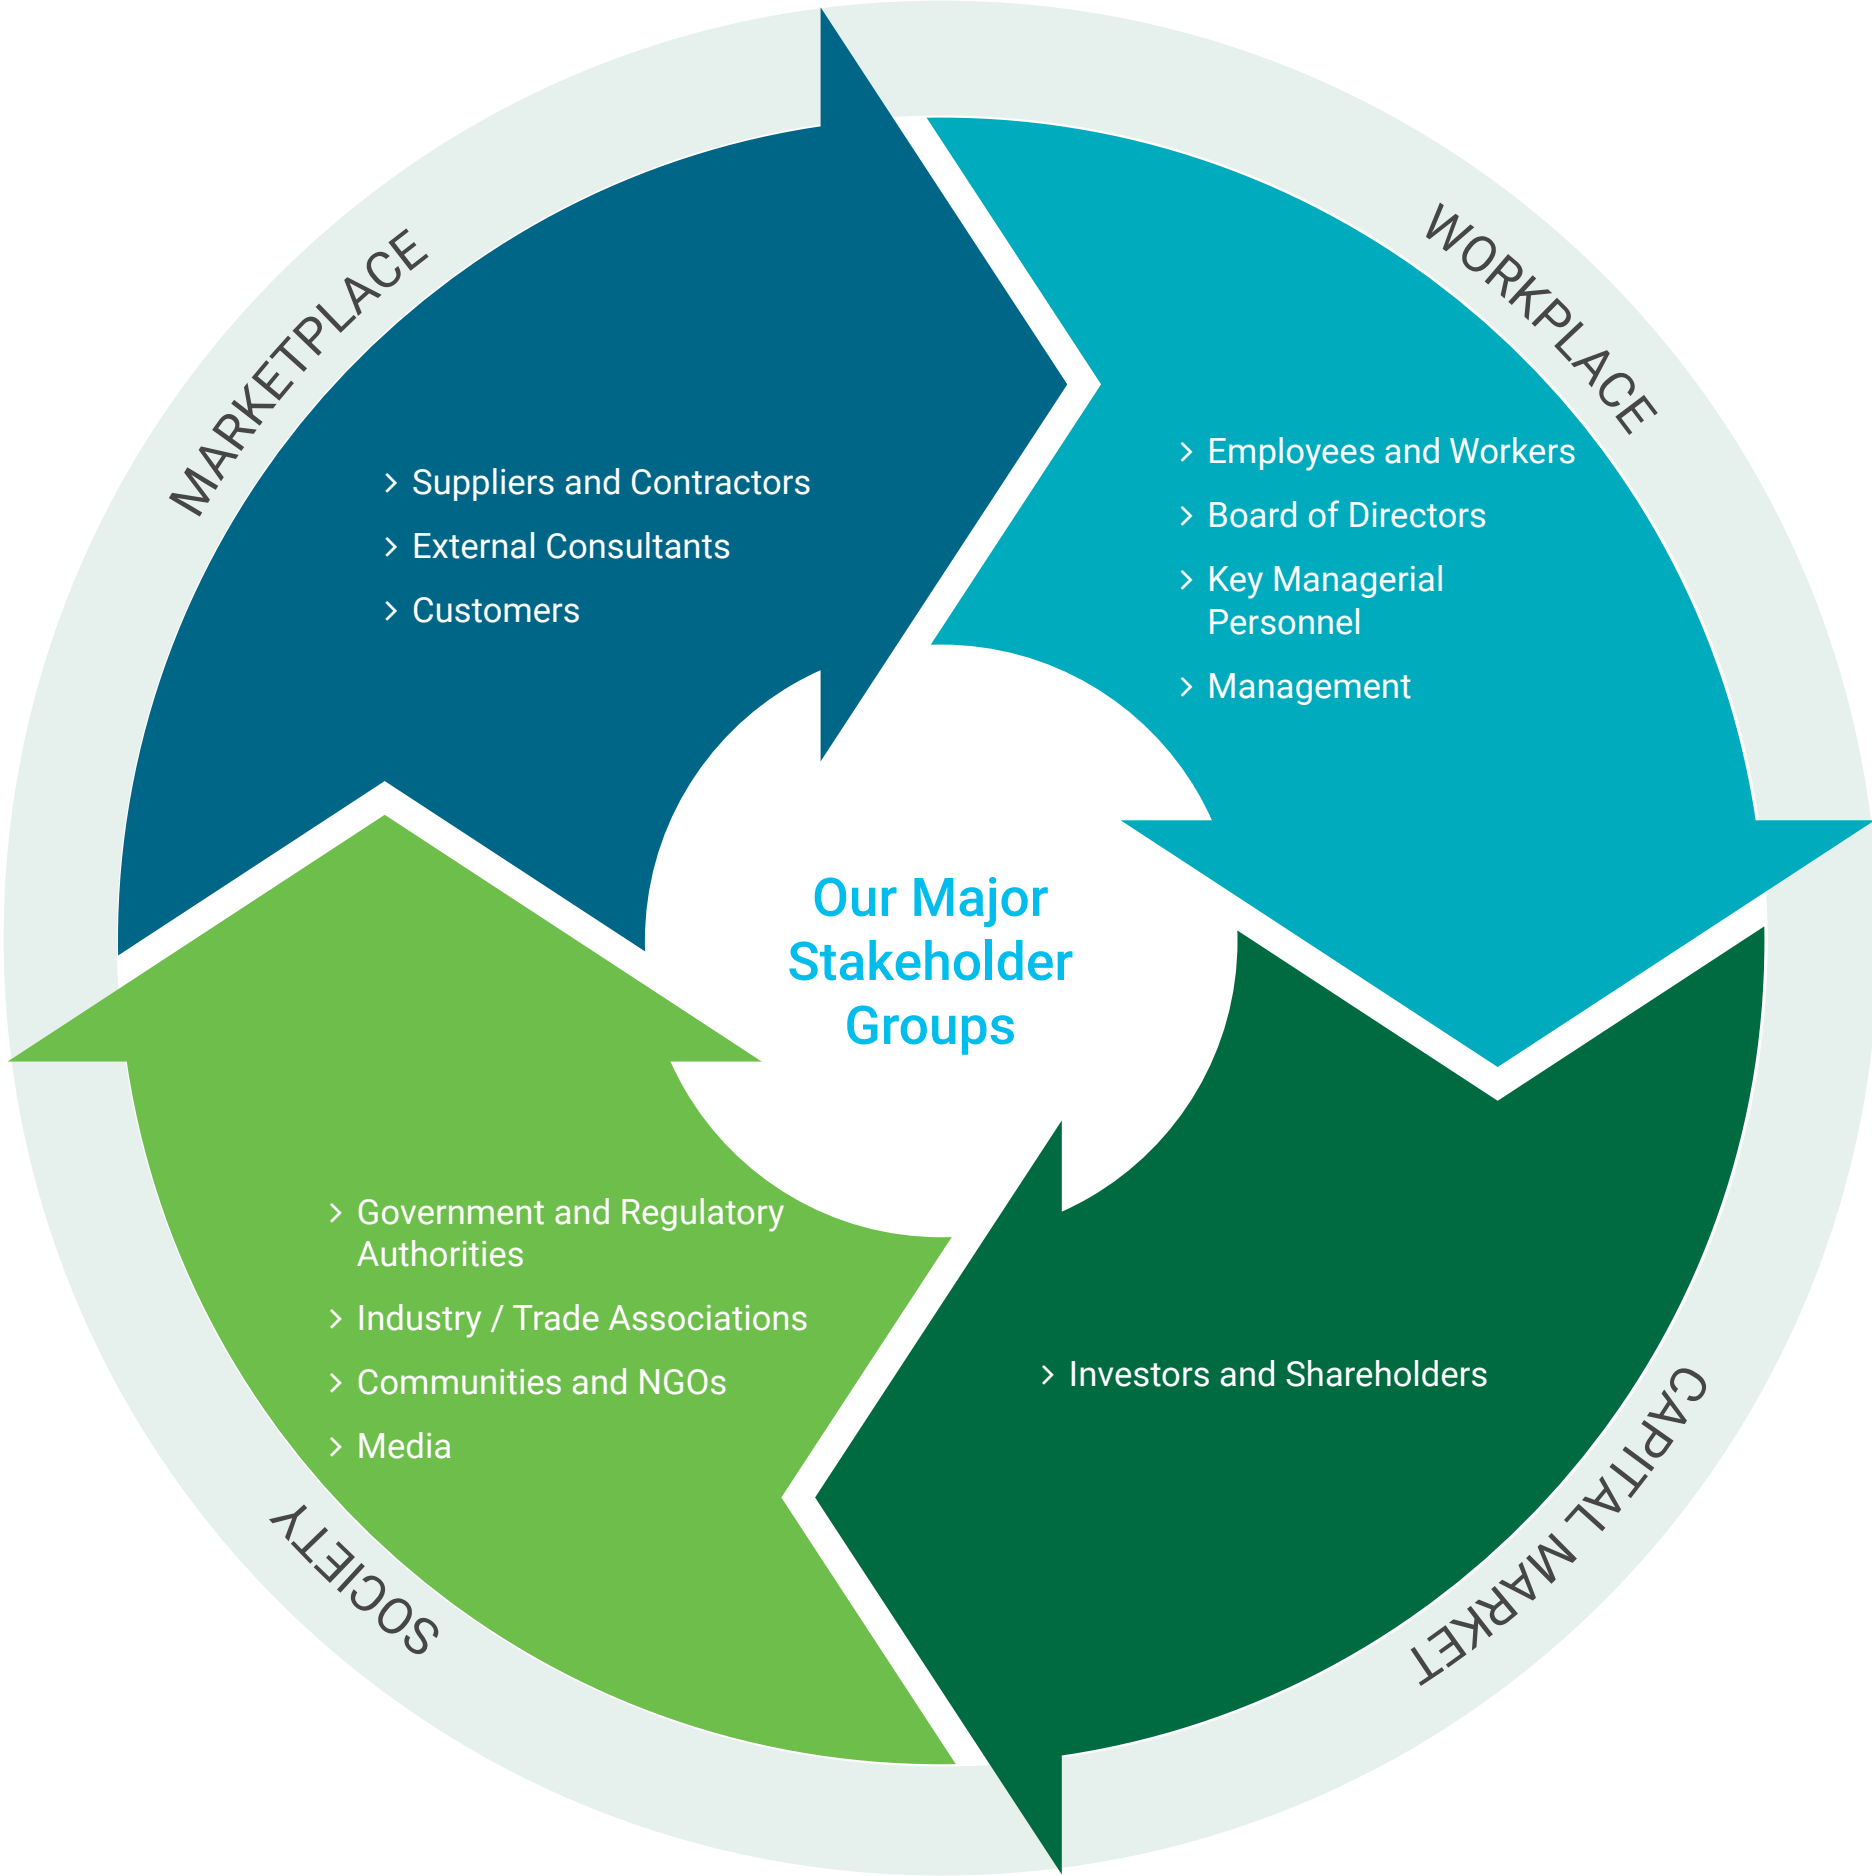 MARKETPLACE
› Suppliers and Contractors
› External Consultants
› Customers
WORKPLACE
› Employees and Workers
› Board of Directors
› Key Managerial
Personnel
› Management
Our Major
Stakeholder
Groups
› Government and Regulatory
Authorities
› Industry / Trade Associations
› Communities and NGOs
› Media
SOCIETY
› Investors and Shareholders
CAPITAL MARKET